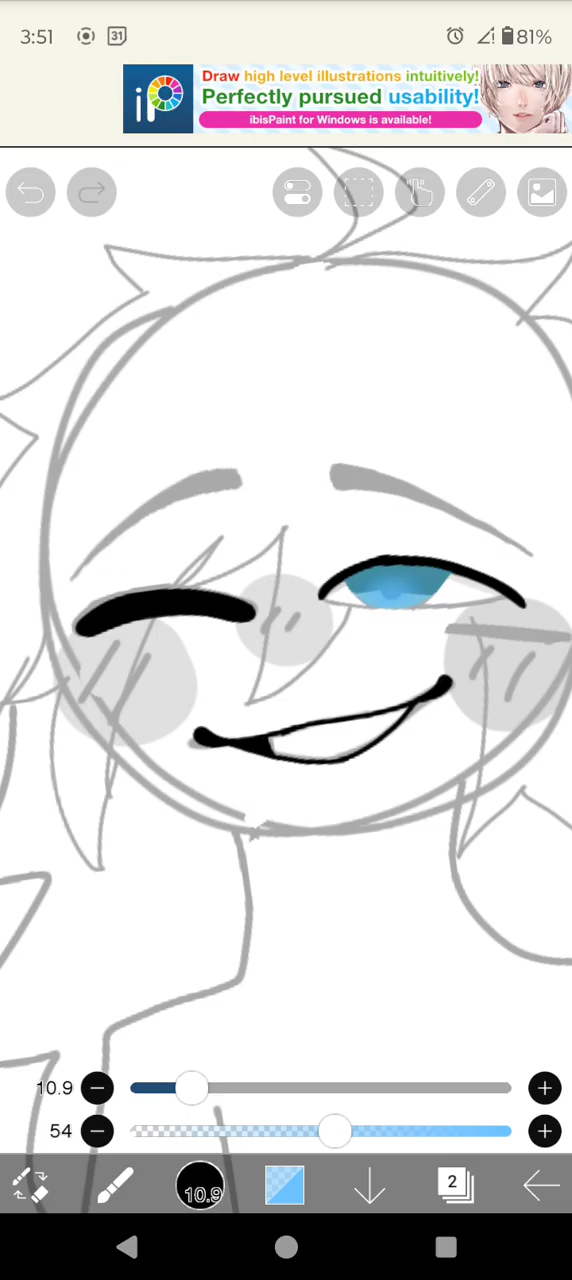 3:51
31
81%
iP
Draw high level illustrations intuitively!
Perfectly pursued usability!
ibisPaint for Windows is available!
10.9
54
10.9
2